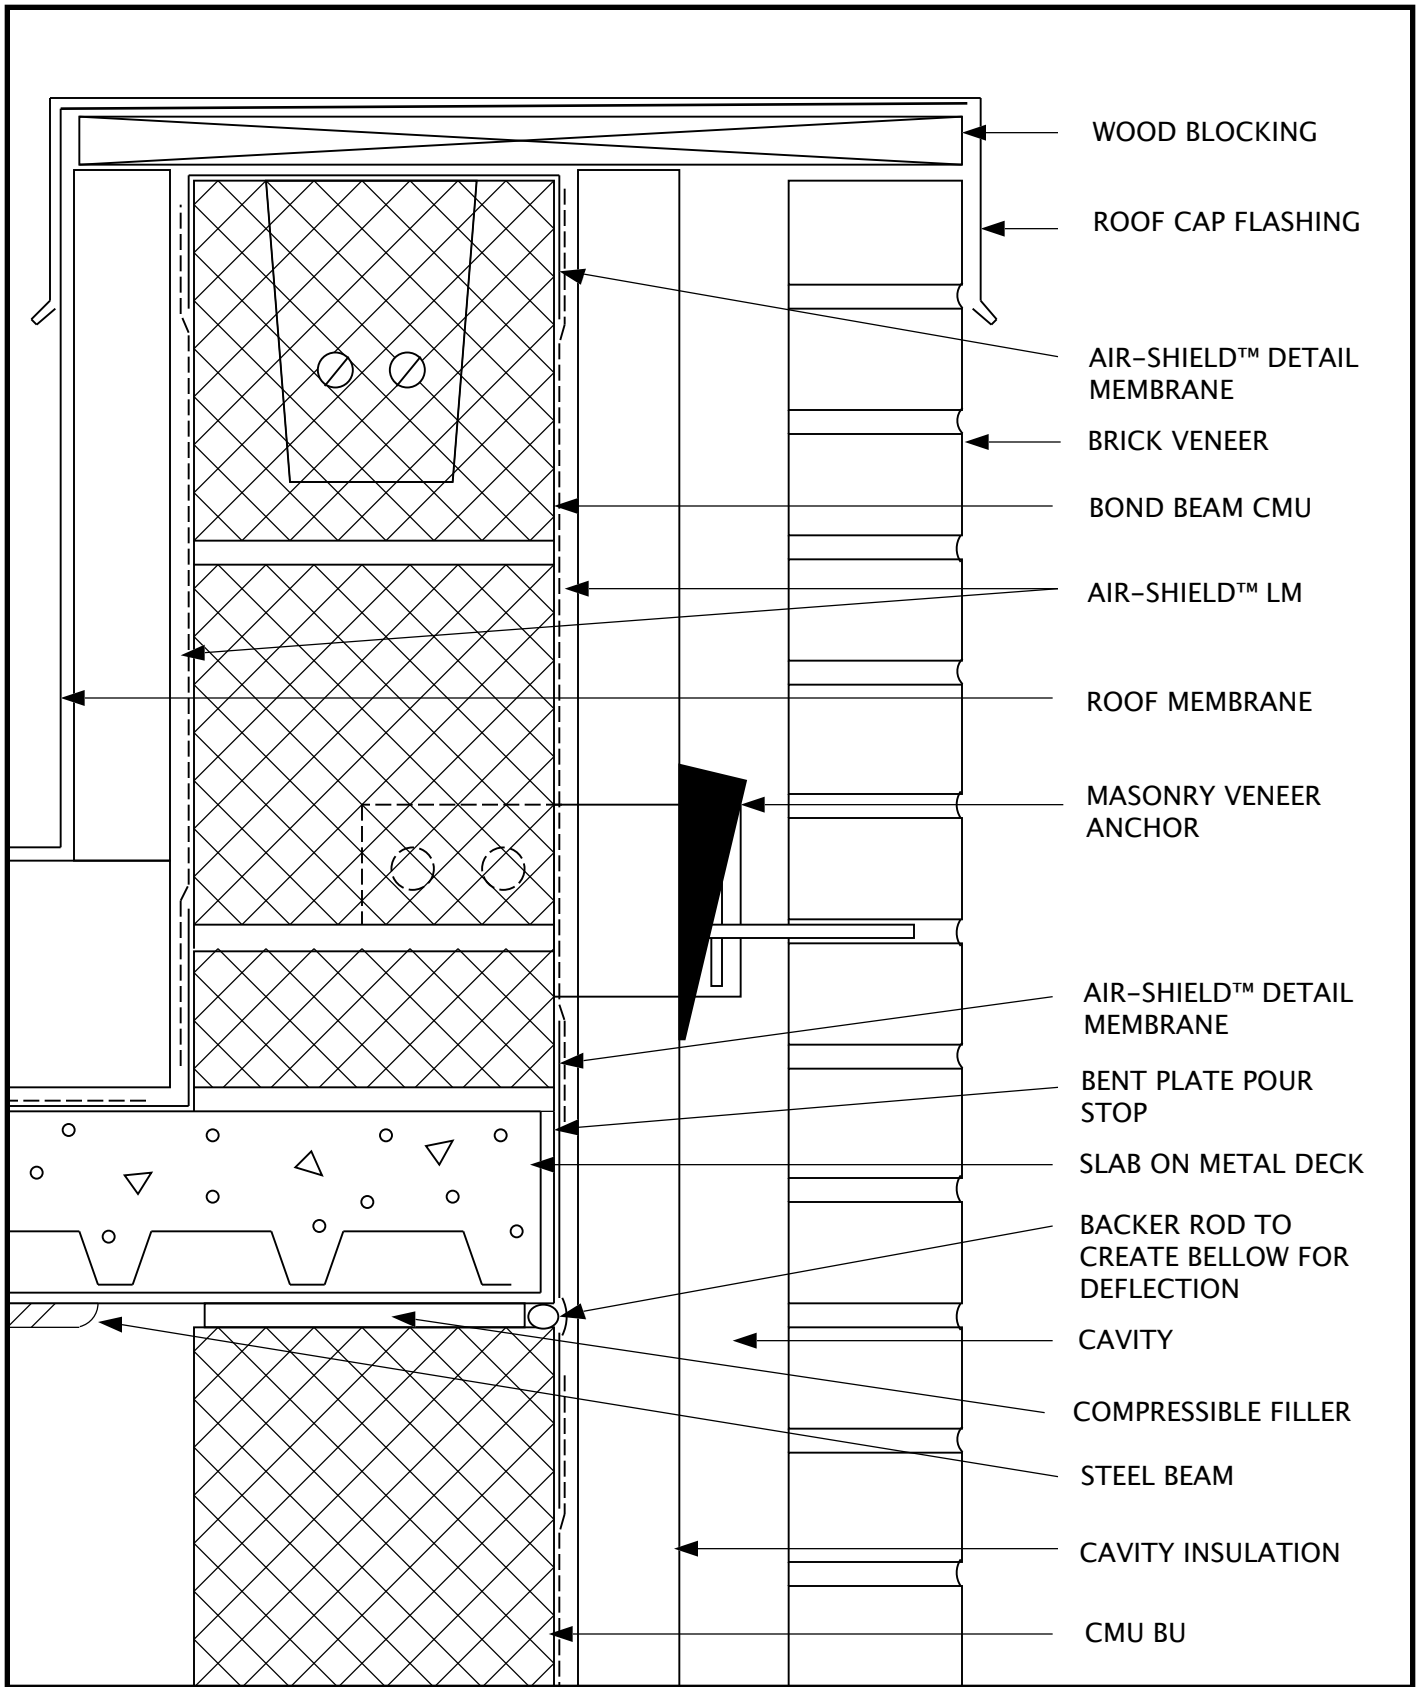 WOOD BLOCKING
ROOF CAP FLASHING
AIR–SHIELD™ DETAIL
MEMBRANE
BRICK VENEER
BOND BEAM CMU
AIR–SHIELD™ LM
ROOF MEMBRANE
MASONRY VENEER
ANCHOR
AIR–SHIELD™ DETAIL
MEMBRANE
BENT PLATE POUR
STOP
SLAB ON METAL DECK
BACKER ROD TO
CREATE BELLOW FOR
DEFLECTION
CAVITY
COMPRESSIBLE FILLER
STEEL BEAM
CAVITY INSULATION
CMU BU